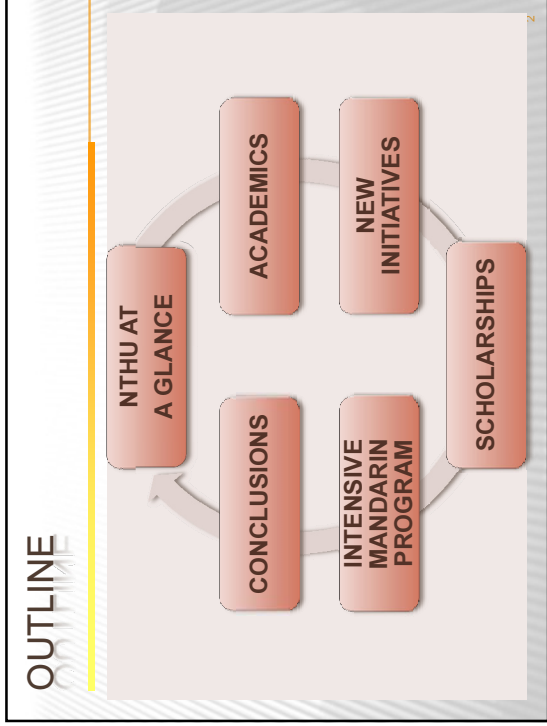 OUTLINE
NTHU AT
A GLANCE
ACADEMICS
NEW
INITIATIVES
SCHOLARSHIPS
INTENSIVE
MANDARIN
PROGRAM
CONCLUSIONS
2